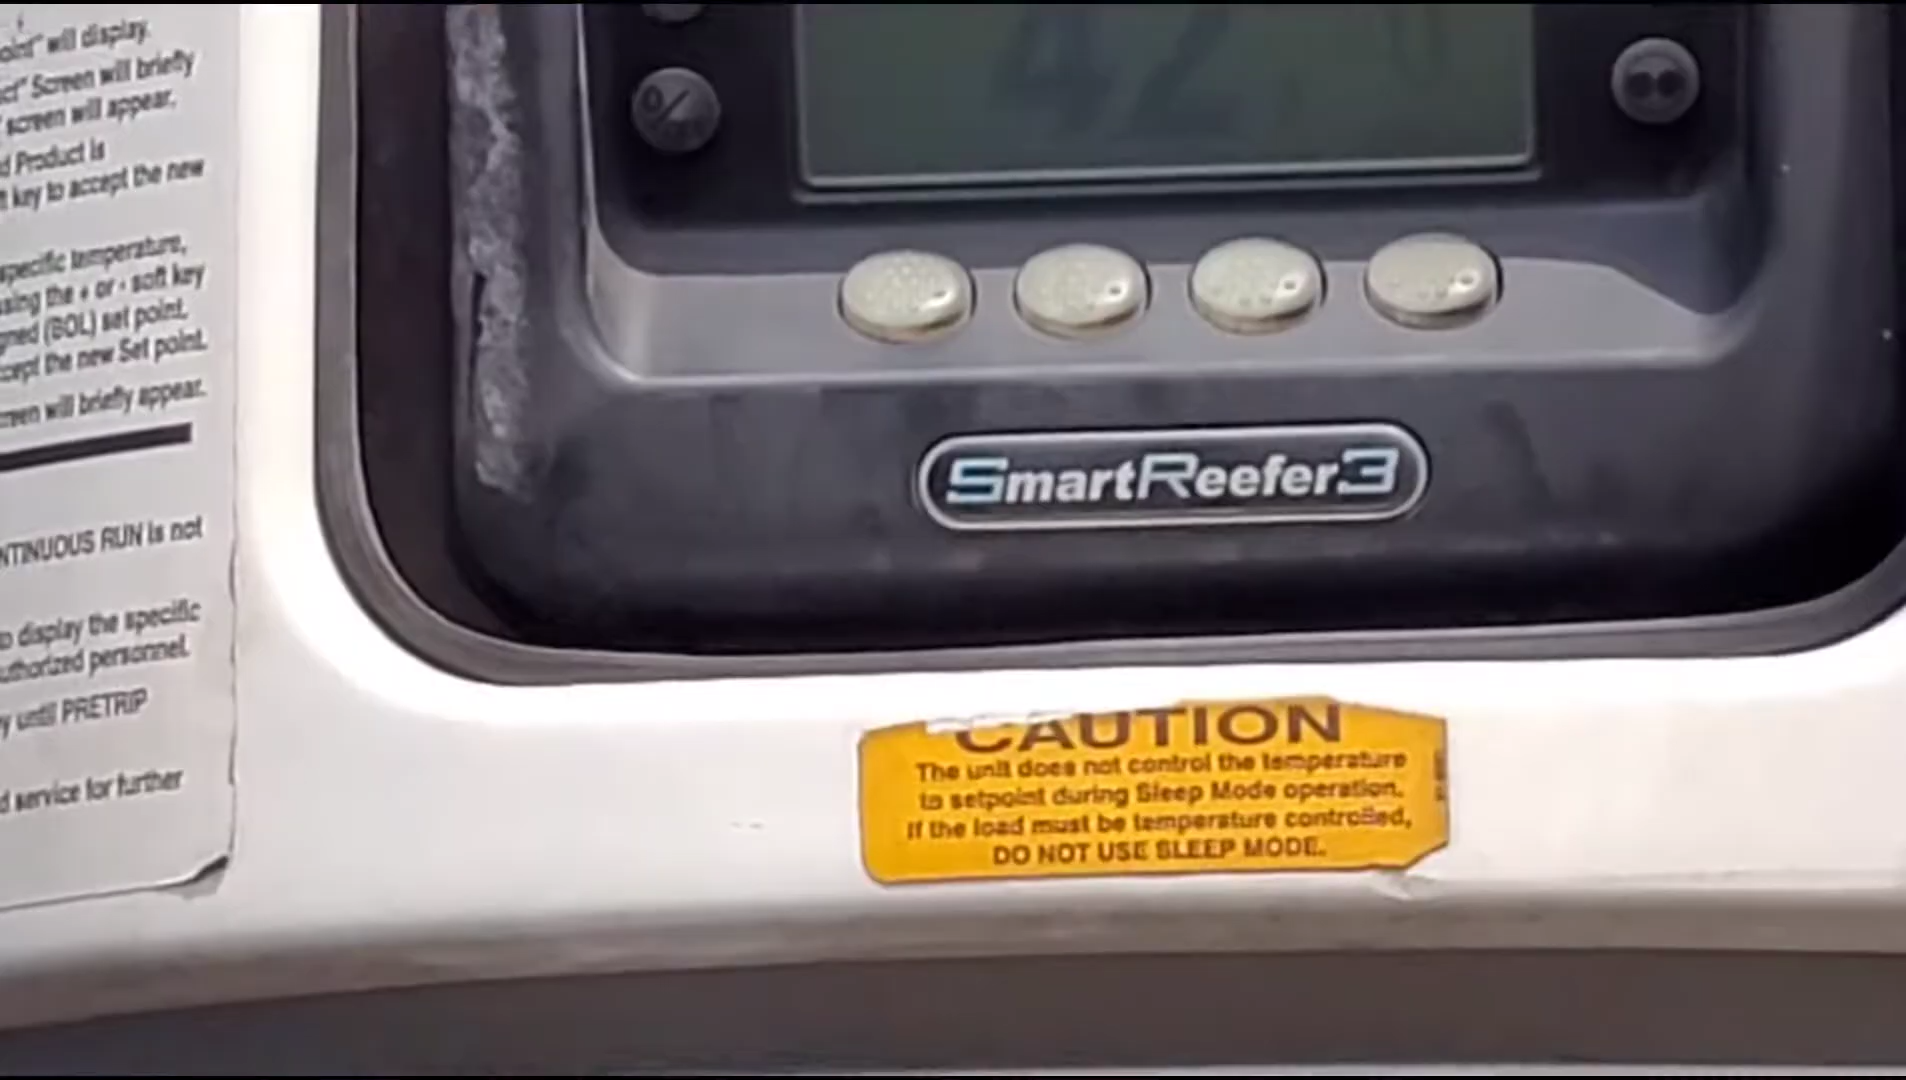 oint" will display.
ct" Screen will briefly
screen will appear.
d Product is
t key to accept the new
specific temperature,
using the + or - soft key
gned (BOL) set point.
ccept the new Set point.
reen will briefly appear.
NTINUOUS RUN is not
to display the specific
uthorized personnel.
y until PRETRIP
d service for further
42
SmartReefer3
CAUTION
The unit does not control the temperature
to setpoint during Sleep Mode operation.
If the load must be temperature controlled,
DO NOT USE SLEEP MODE.